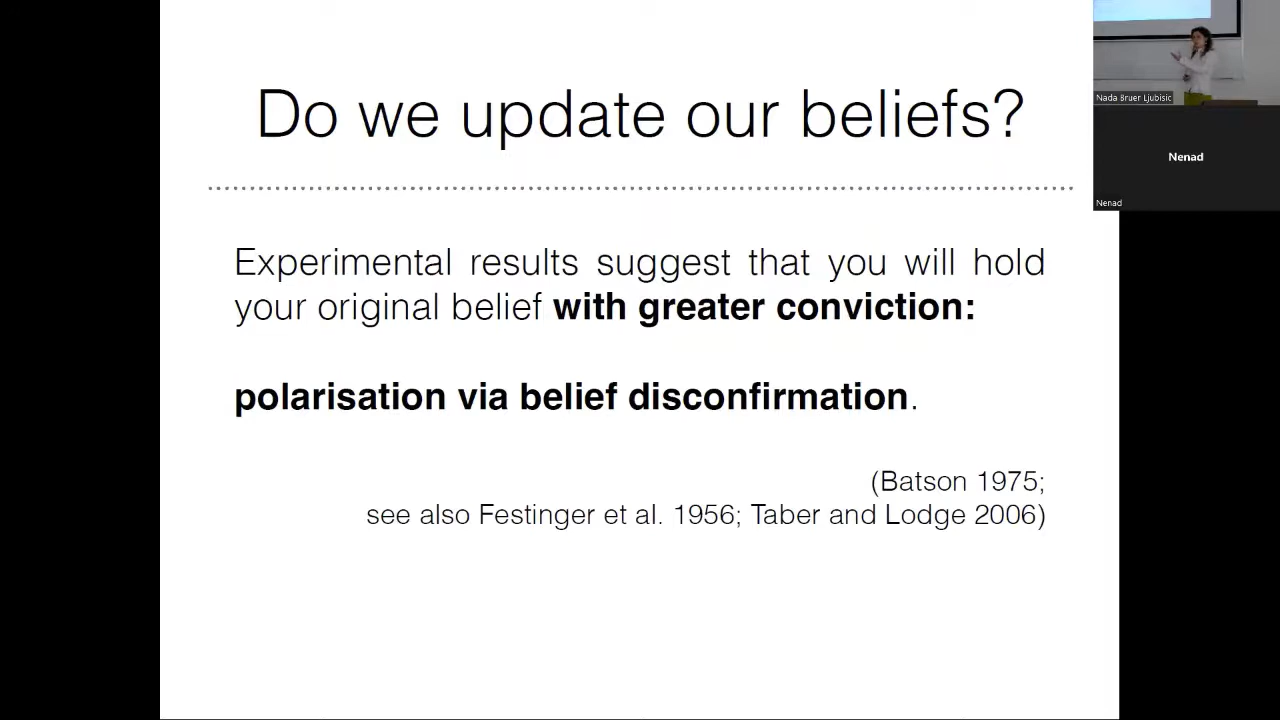 Do we update our beliefs?
Experimental results suggest that you will hold
your original belief with greater conviction:
polarisation via belief disconfirmation.
(Batson 1975;
see also Festinger et al. 1956; Taber and Lodge 2006)
Nada Bruer Ljubisic
Nenad
Nenad